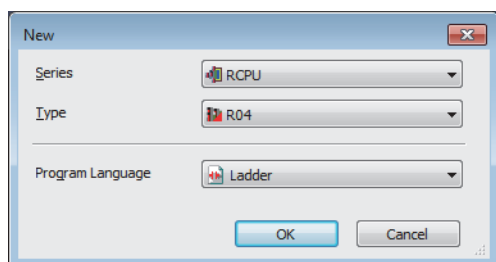 New
Series
RCPU
Type
R04
Program Language
Ladder
OK
Cancel